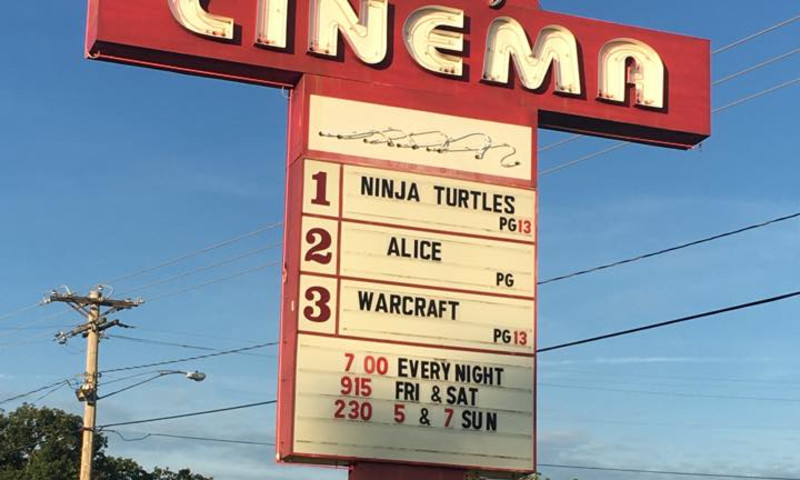 CINEMA
1 NINJA TURTLES
PG13
2 ALICE
PG
3 WARCRAFT
PG13
7 00 EVERY NIGHT
915 FRI & SAT
230 5 & 7 SUN